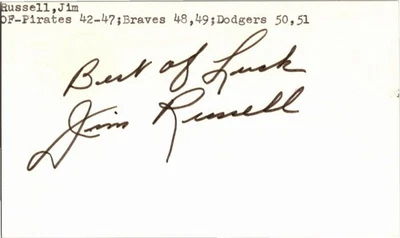 Russell,Jim
OF-Pirates 42-47;Braves 48,49;Dodgers 50,51
Best of Luck
Jim Russell